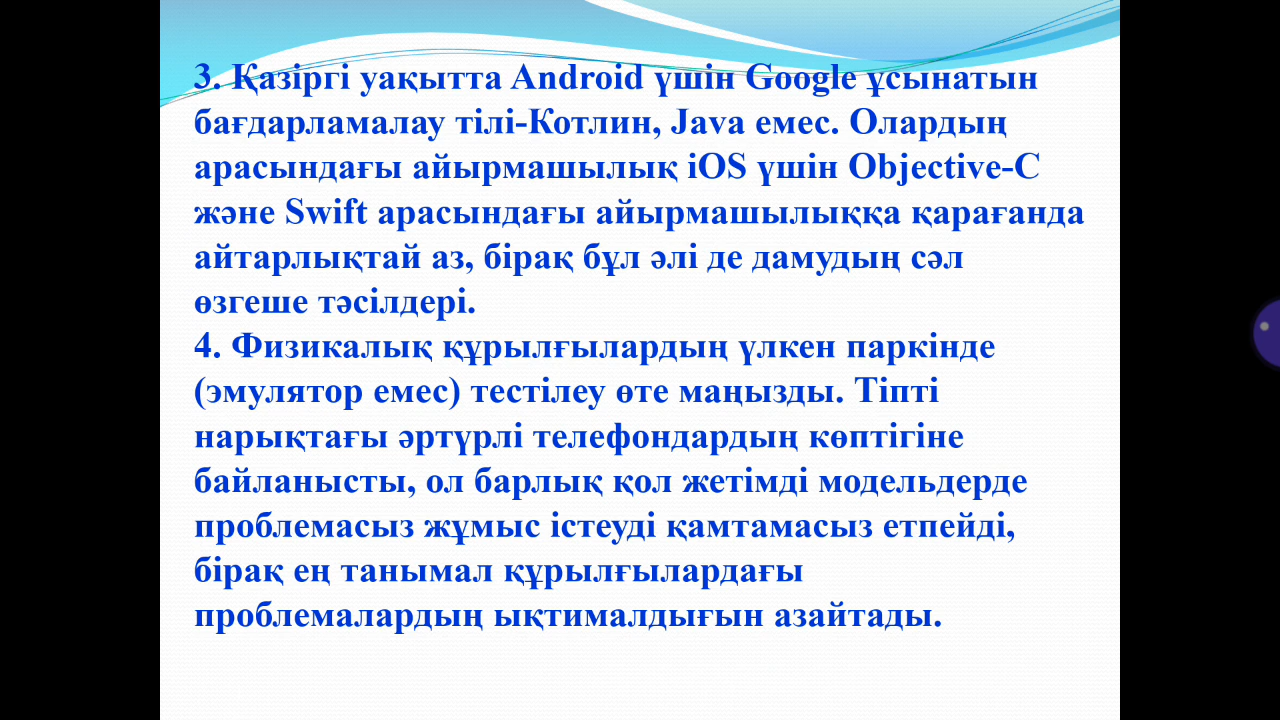 3. Қазіргі уақытта Android үшін Google ұсынатын
бағдарламалау тілі-Котлин, Java емес. Олардың
арасындағы айырмашылық iOS үшін Objective-C
және Swift арасындағы айырмашылыққа қарағанда
айтарлықтай аз, бірақ бұл әлі де дамудың сәл
өзгеше тәсілдері.
4. Физикалық құрылғылардың үлкен паркінде
(эмулятор емес) тестілеу өте маңызды. Тіпті
нарықтағы әртүрлі телефондардың көптігіне
байланысты, ол барлық қол жетімді модельдерде
проблемасыз жұмыс істеуді қамтамасыз етпейді,
бірақ ең танымал құрылғылардағы
проблемалардың ықтималдығын азайтады.